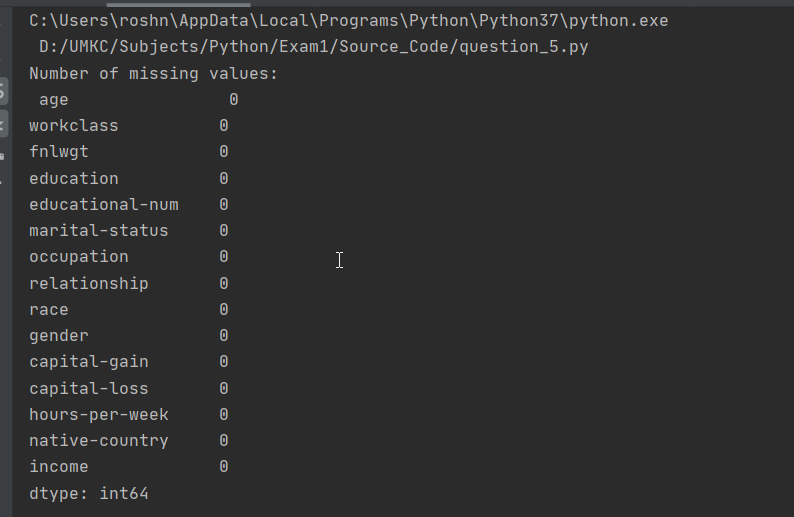 C:\Users\roshn\AppData\Local\Programs\Python\Python37\python.exe
D:/UMKC/Subjects/Python/Exam1/Source_Code/question_5.py
Number of missing values:
age 0
workclass 0
fnlwgt 0
education 0
educational-num 0
marital-status 0
occupation 0
relationship 0
race 0
gender 0
capital-gain 0
capital-loss 0
hours-per-week 0
native-country 0
income 0
dtype: int64